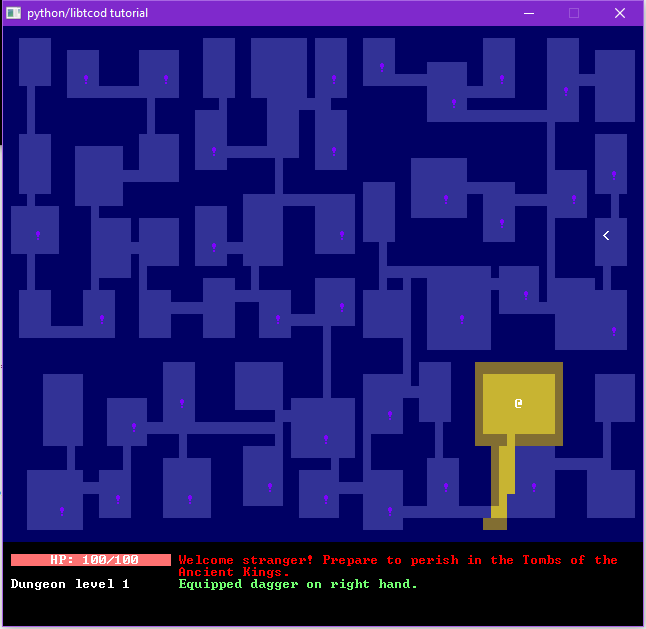 python/libtcod tutorial
<
@
HP: 100/100
Welcome stranger! Prepare to perish in the Tombs of the
Ancient Kings.
Dungeon level 1
Equipped dagger on right hand.